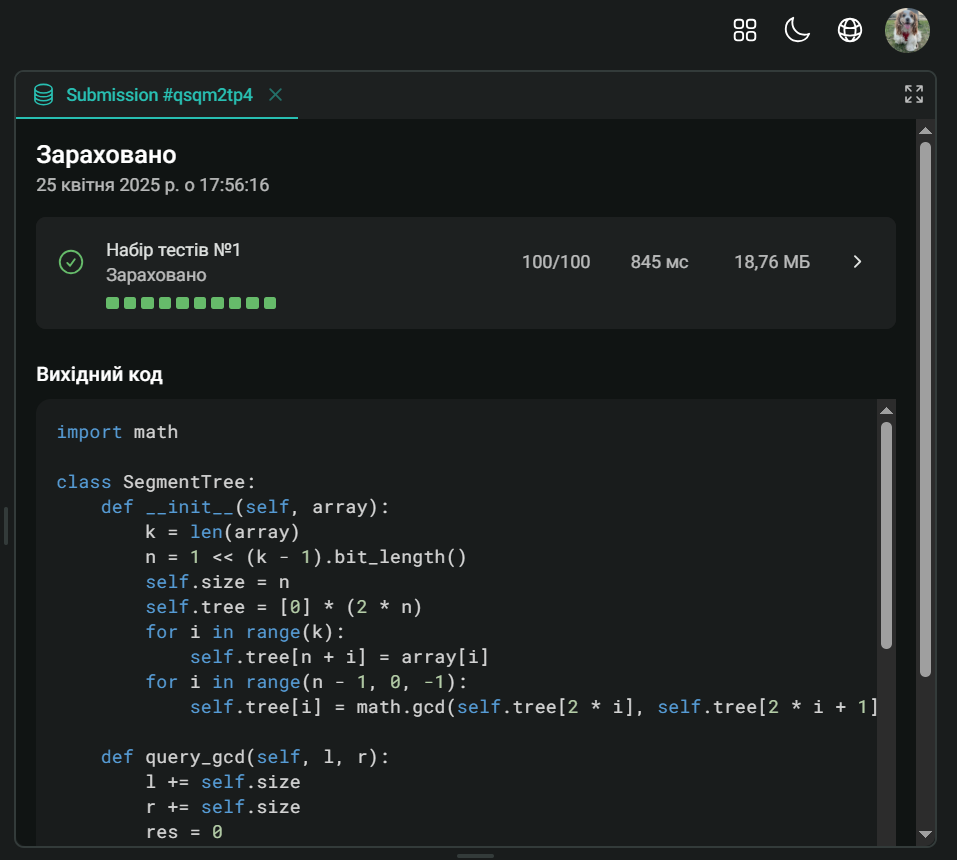 Submission #qsqm2tp4
Зараховано
25 квітня 2025 р. о 17:56:16
Набір тестів №1
Зараховано
100/100 845 мс 18,76 МБ
Вихідний код
import math
class SegmentTree:
    def __init__(self, array):
        k = len(array)
        n = 1 << (k - 1).bit_length()
        self.size = n
        self.tree = [0] * (2 * n)
        for i in range(k):
            self.tree[n + i] = array[i]
        for i in range(n - 1, 0, -1):
            self.tree[i] = math.gcd(self.tree[2 * i], self.tree[2 * i + 1]
    def query_gcd(self, l, r):
        l += self.size
        r += self.size
        res = 0